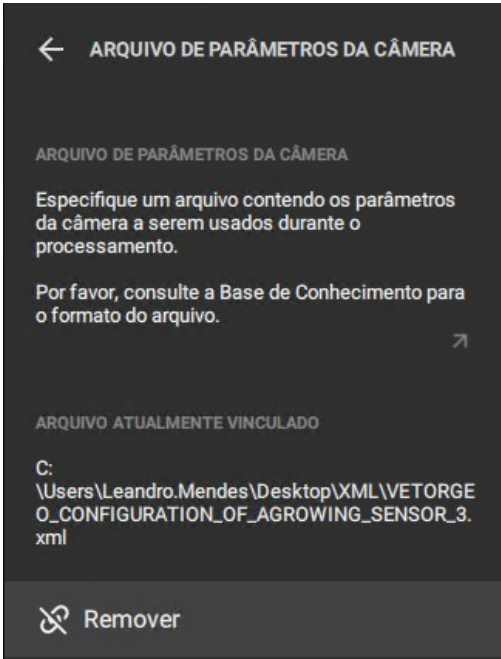 ARQUIVO DE PARÂMETROS DA CÂMERA
ARQUIVO DE PARÂMETROS DA CÂMERA
Especifique um arquivo contendo os parâmetros
da câmera a serem usados durante o
processamento.
Por favor, consulte a Base de Conhecimento para
o formato do arquivo.
ARQUIVO ATUALMENTE VINCULADO
C:
\Users\Leandro.Mendes\Desktop\XML\VETORGE
O_CONFIGURATION_OF_AGROWING_SENSOR_3.
xml
Remover